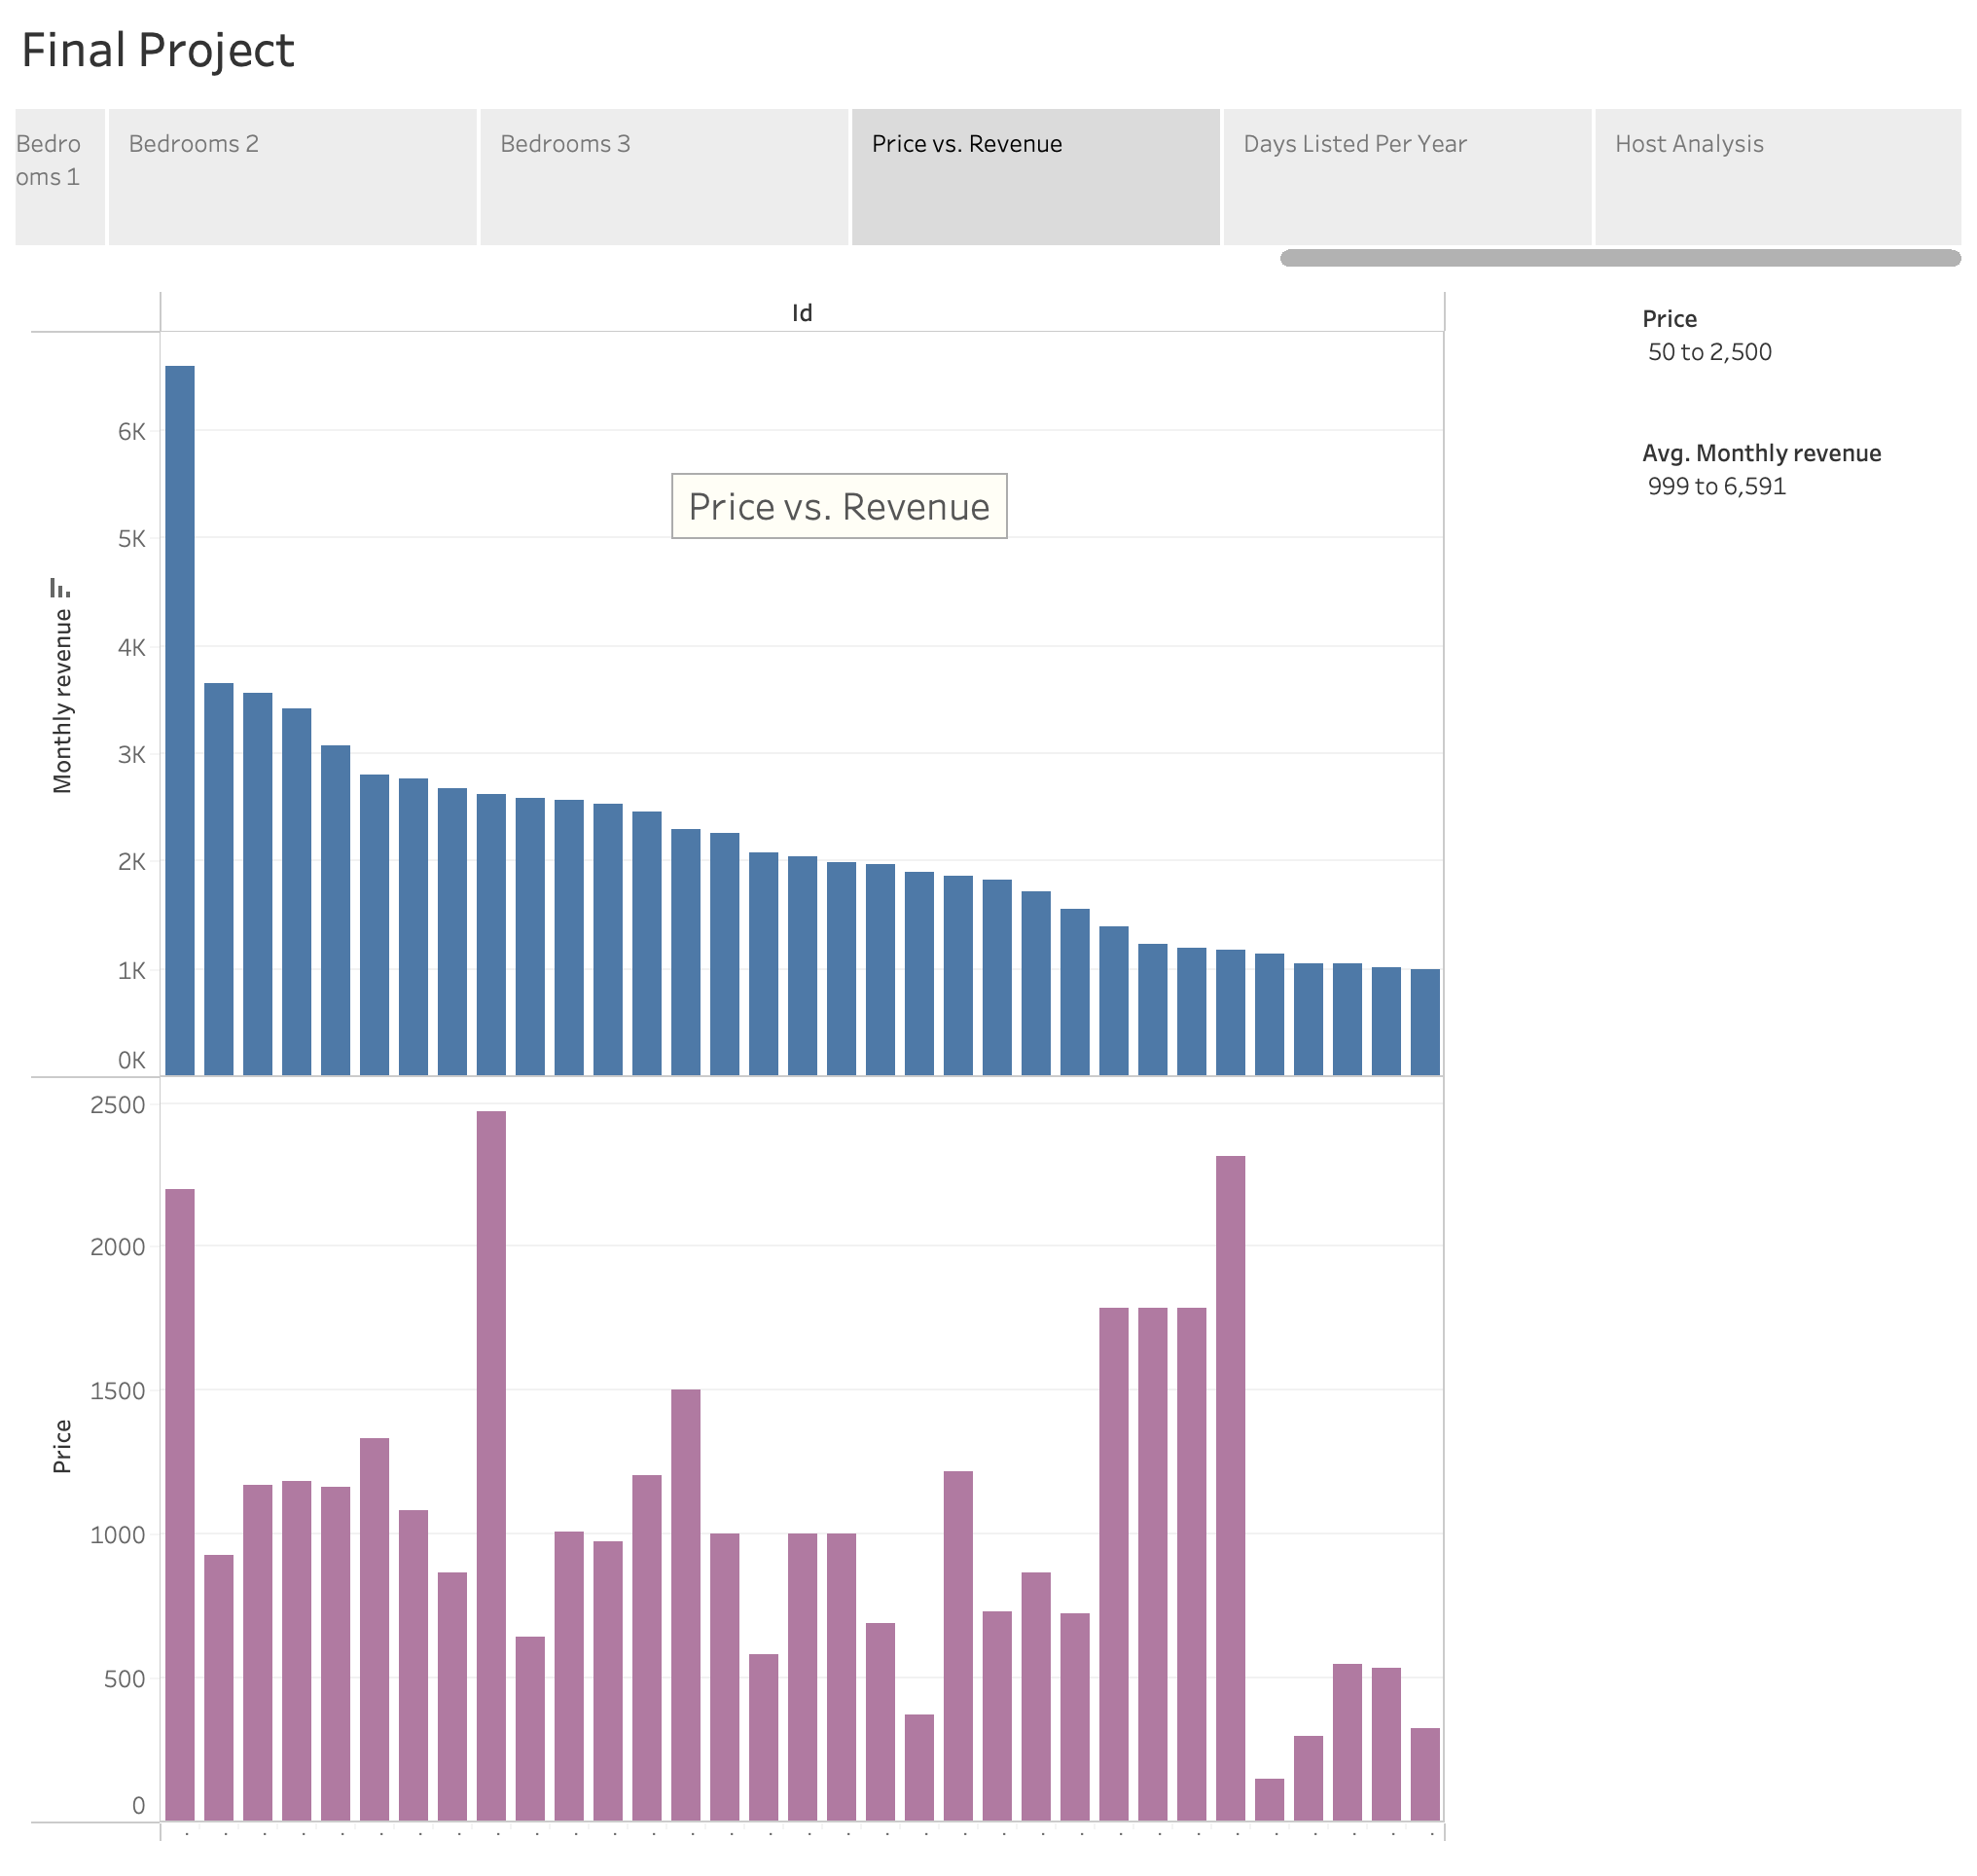 Final Project
Bedro
oms 1
Bedrooms 2
Bedrooms 3
Price vs. Revenue
Days Listed Per Year
Host Analysis
Id
Price
50 to 2,500
Avg. Monthly revenue
999 to 6,591
Price vs. Revenue
Monthly revenue
6K
5K
4K
3K
2K
1K
0K
Price
2500
2000
1500
1000
500
0